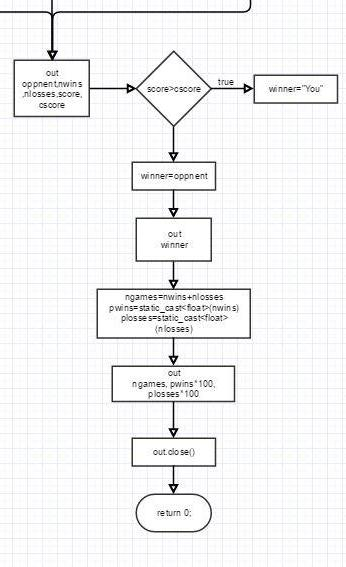 out
oppnent,nwins
,nlosses,score,
cscore
score>cscore
true
winner="You"
winner=oppnent
out
winner
ngames=nwins+nlosses
pwins=static_cast<float>(nwins)
plosses=static_cast<float>
(nlosses)
out
ngames, pwins*100,
plosses*100
out.close()
return 0;